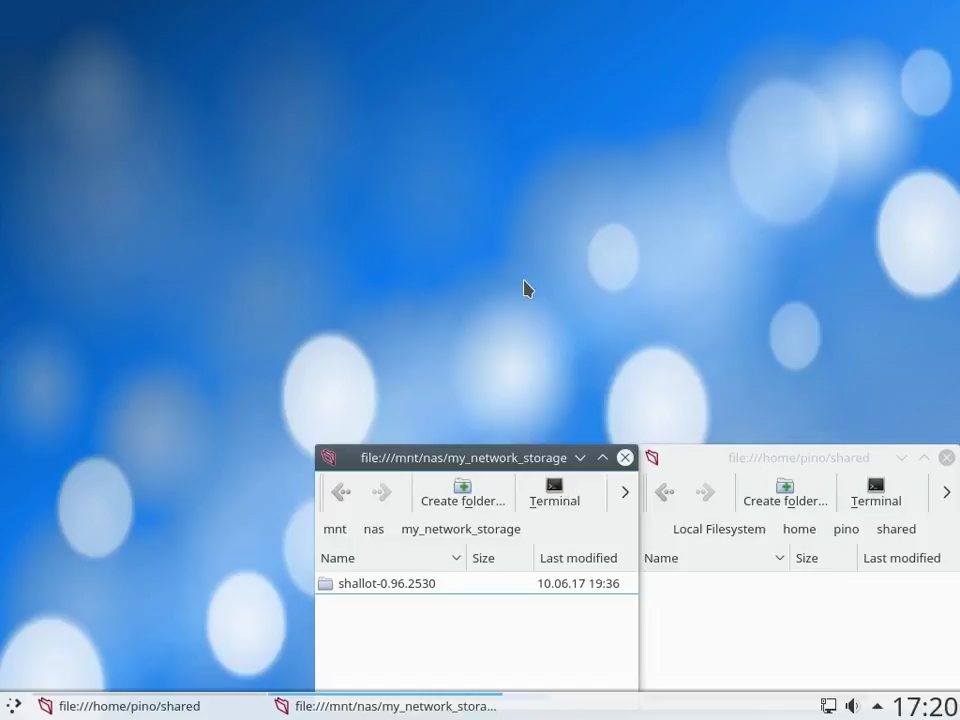 file:///mnt/nas/my_network_storage
Create folder...
Terminal
mnt nas my_network_storage
Name Size Last modified
shallot-0.96.2530 10.06.17 19:36
file:///home/pino/shared
Create folder...
Terminal
Local Filesystem home pino shared
Name Size Last modified
file:///home/pino/shared
file:///mnt/nas/my_network_stora...
17:20